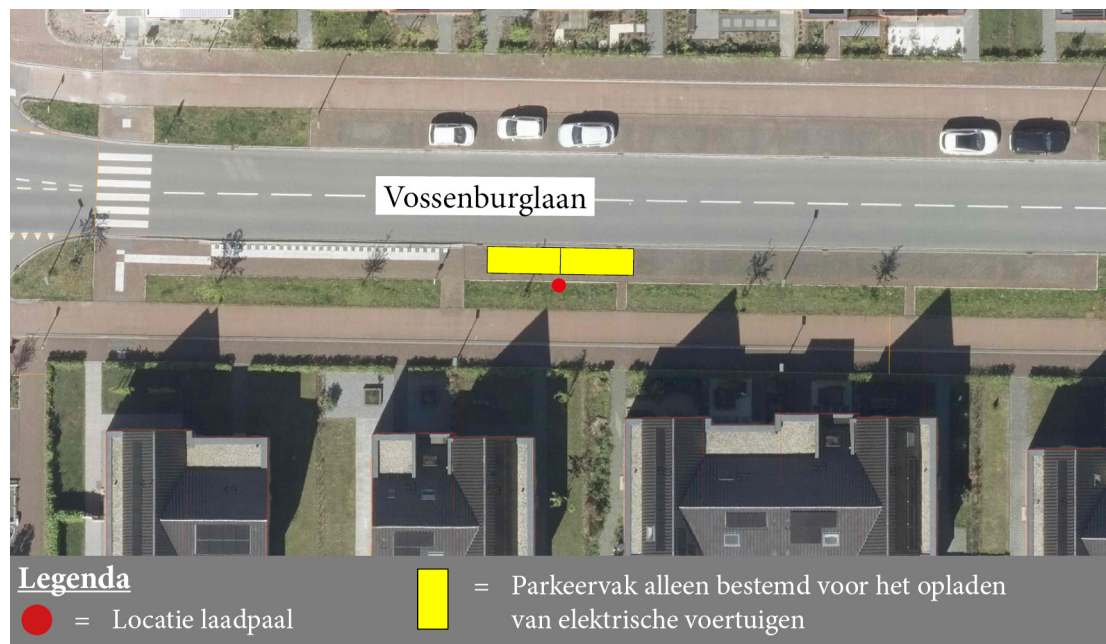 Vossenburglaan
Legenda
= Locatie laadpaal
= Parkeervak alleen bestemd voor het opladen
van elektrische voertuigen